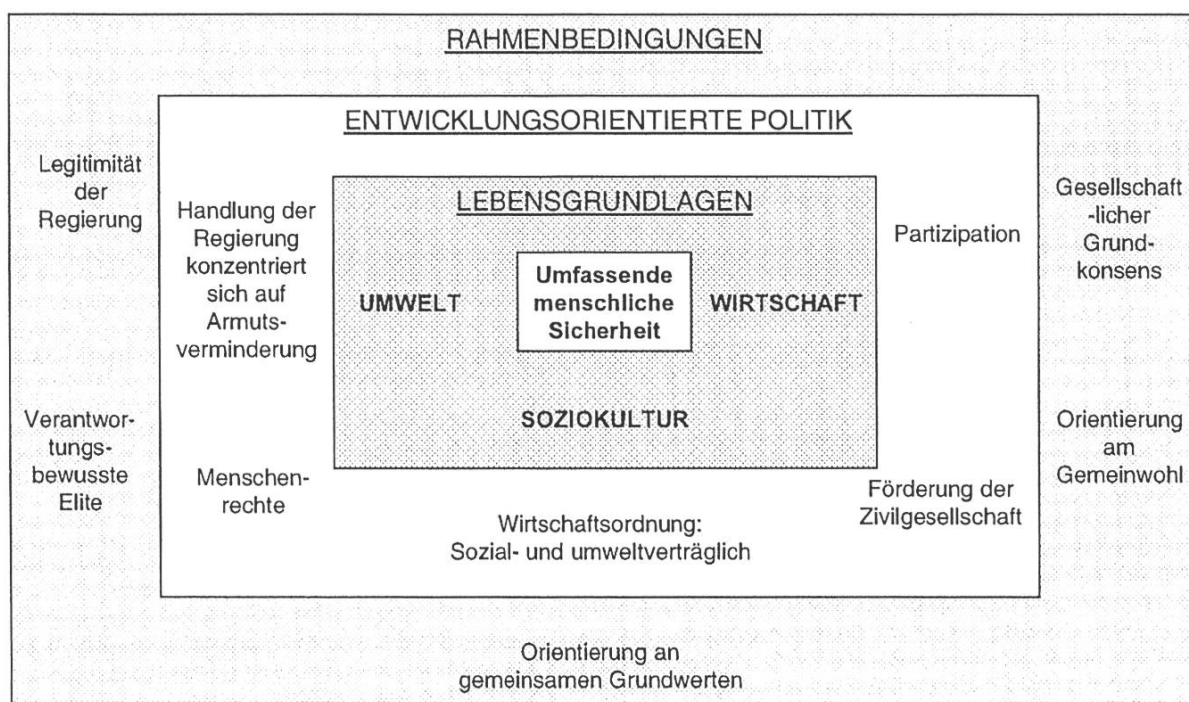 RAHMENBEDINGUNGEN
ENTWICKLUNGSORIENTIERTE POLITIK
Legitimität
der
Regierung
Handlung der
Regierung
konzentriert
sich auf
Armuts-
verminderung
LEBENSGRUNDLAGEN
UMWELT
Umfassende
menschliche
Sicherheit
WIRTSCHAFT
SOZIOKULTUR
Partizipation
Gesellschaft
-licher
Grund-
konsens
Verantwor-
tungs-
bewusste
Elite
Menschen-
rechte
Wirtschaftsordnung:
Sozial- und umweltverträglich
Förderung der
Zivilgesellschaft
Orientierung
am
Gemeinwohl
Orientierung an
gemeinsamen Grundwerten